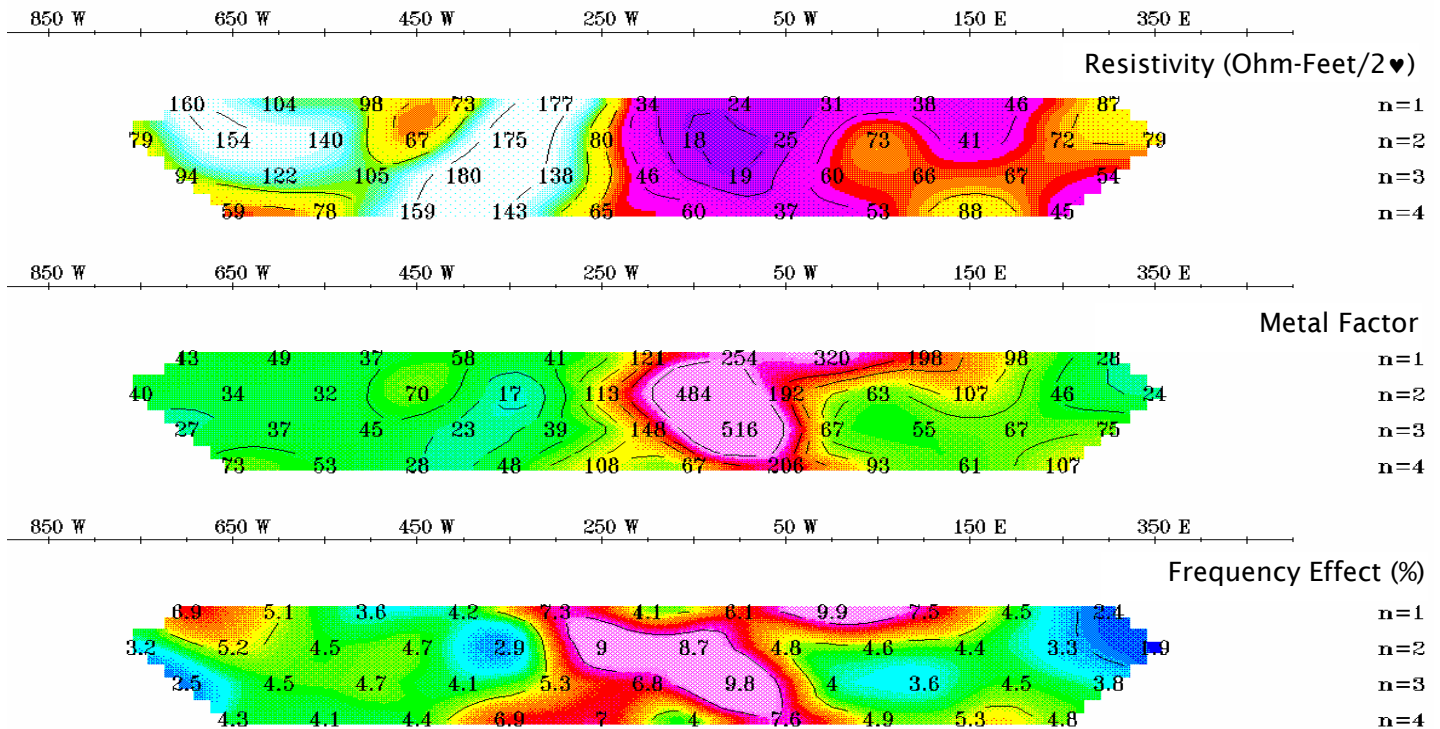 850 W 650 W 450 W 250 W 50 W 150 E 350 E
Resistivity (Ohm-Feet/2♥)
160 104 98 73 177 34 24 31 38 46 87 n=1
79 154 140 67 175 80 18 25 73 41 72 79 n=2
94 122 105 180 138 46 19 60 66 67 54 n=3
59 78 159 143 65 60 37 53 88 45 n=4
850 W 650 W 450 W 250 W 50 W 150 E 350 E
Metal Factor
43 49 37 58 41 121 254 320 198 98 28 n=1
40 34 32 70 17 113 484 192 63 107 46 24 n=2
27 37 45 23 39 148 516 67 55 67 75 n=3
73 53 28 48 108 67 206 93 61 107 n=4
850 W 650 W 450 W 250 W 50 W 150 E 350 E
Frequency Effect (%)
6.9 5.1 3.6 4.2 7.3 4.1 6.1 9.9 7.5 4.5 2.4 n=1
3.2 5.2 4.5 4.7 2.9 9 8.7 4.8 4.6 4.4 3.3 1.9 n=2
2.5 4.5 4.7 4.1 5.3 6.8 9.8 4 3.6 4.5 3.8 n=3
4.3 4.1 4.4 6.9 7 4 7.6 4.9 5.3 4.8 n=4